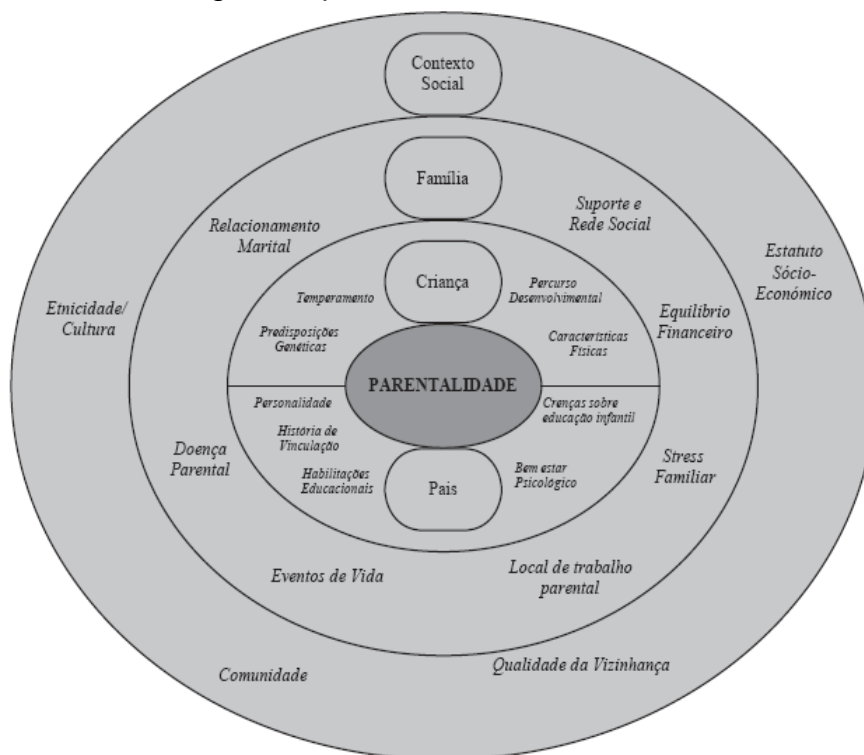 Contexto
Social
Família
Relacionamento
Marital
Suporte e
Rede Social
Estatuto
Sócio-
Económico
Etnicidade/
Cultura
Criança
Temperamento
Percurso
Desenvolvimental
Predisposições
Genéticas
Características
Físicas
Equilíbrio
Financeiro
PARENTALIDADE
Personalidade
Crenças sobre
educação infantil
História de
Vinculação
Habilitações
Educacionais
Pais
Bem estar
Psicológico
Doença
Parental
Stress
Familiar
Eventos de Vida
Local de trabalho
parental
Comunidade
Qualidade da Vizinhança